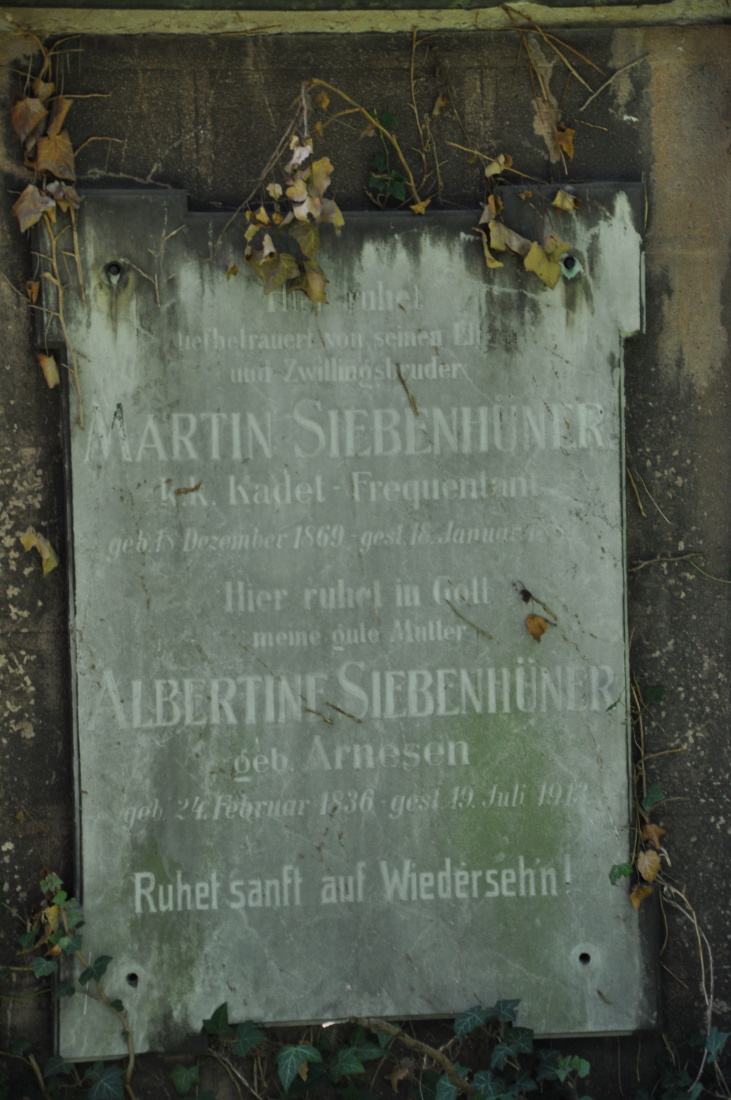 Hier ruhet
tiefbetrauert von seinen
und Zwillingsbruder
MARTIN SIEBENHÜNER
k.k. Kadet-Frequentant
geb. 18 Dezember 1869 - gest. 18. Januar
Hier ruhet in Gott
meine gute Mutter
ALBERTINE SIEBENHÜNER
geb. Arnesen
geb. 24. Februar 1836 - gest. 19. Juli
Ruhet sanft auf Wiederseh'n!